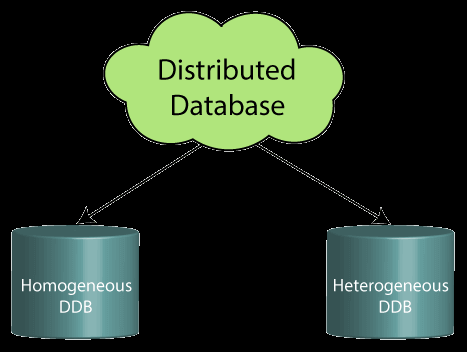 Distributed
Database
Homogeneous
DDB
Heterogeneous
DDB